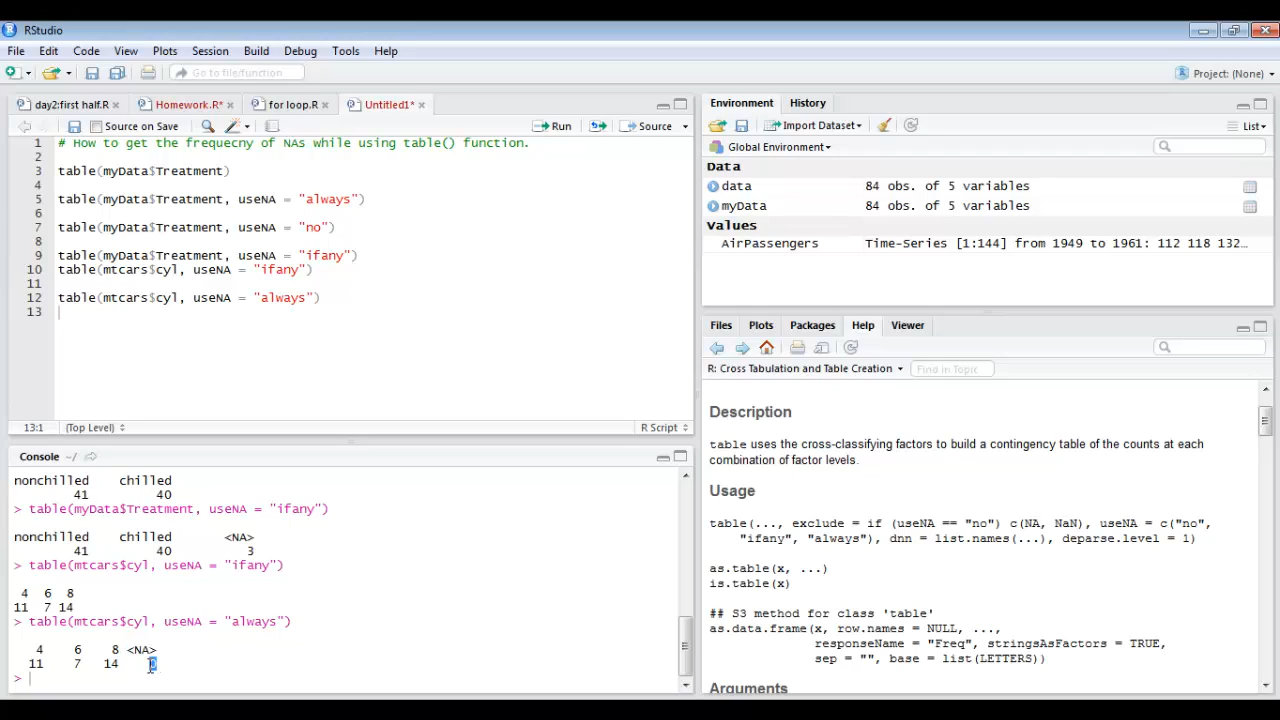 RStudio
File Edit Code View Plots Session Build Debug Tools Help
Go to file/function
Project: (None)
day2:first half.R
Homework.R*
for loop.R
Untitled1*
Source on Save
Run
Source
1 # How to get the frequecny of NAs while using table() function.
2
3 table(myData$Treatment)
4
5 table(myData$Treatment, useNA = "always")
6
7 table(myData$Treatment, useNA = "no")
8
9 table(myData$Treatment, useNA = "ifany")
10 table(mtcars$cyl, useNA = "ifany")
11
12 table(mtcars$cyl, useNA = "always")
13
13:1 (Top Level) R Script
Console ~/
nonchilled chilled
41 40
> table(myData$Treatment, useNA = "ifany")
nonchilled chilled <NA>
41 40 3
> table(mtcars$cyl, useNA = "ifany")
4 6 8
11 7 14
> table(mtcars$cyl, useNA = "always")
4 6 8 <NA>
11 7 14 0
>
Environment History
Import Dataset
List
Global Environment
Data
data 84 obs. of 5 variables
myData 84 obs. of 5 variables
Values
AirPassengers Time-Series [1:144] from 1949 to 1961: 112 118 132…
Files Plots Packages Help Viewer
R: Cross Tabulation and Table Creation
Find in Topic
Description
table uses the cross-classifying factors to build a contingency table of the counts at each
combination of factor levels.
Usage
table(..., exclude = if (useNA == "no") c(NA, NaN), useNA = c("no",
"ifany", "always"), dnn = list.names(...), deparse.level = 1)
as.table(x, ...)
is.table(x)
## S3 method for class 'table'
as.data.frame(x, row.names = NULL, ...,
responseName = "Freq", stringsAsFactors = TRUE,
sep = "", base = list(LETTERS))
Arguments